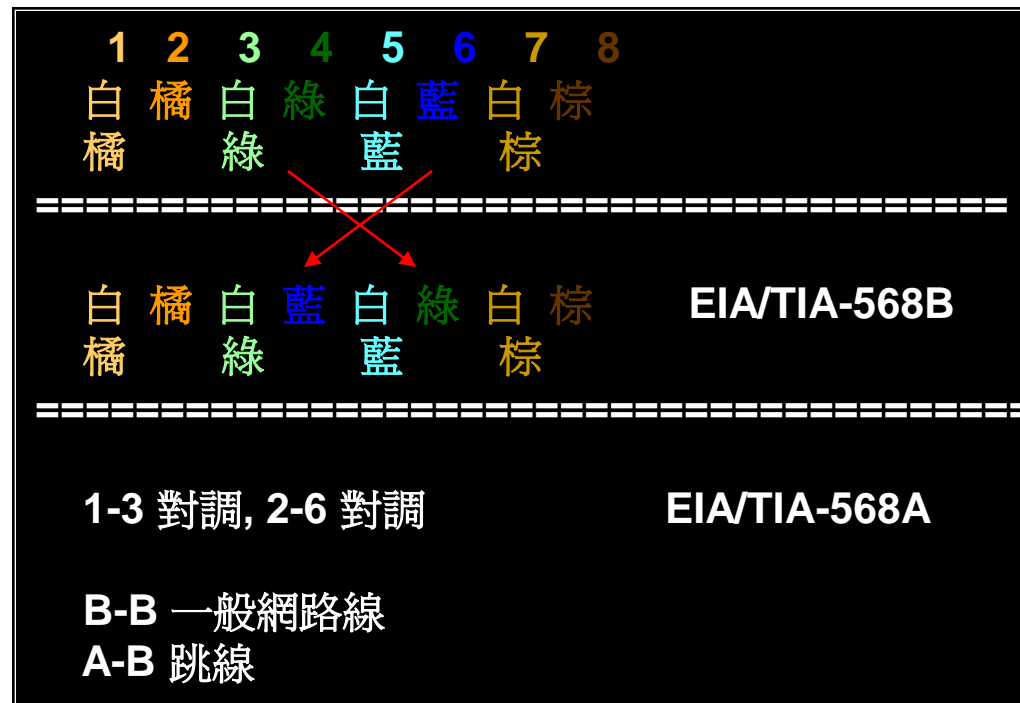 1 2 3 4 5 6 7 8
白 橘 白 綠 白 藍 白 棕
橘 綠 藍 棕
=======================================
白 橘 白 藍 白 綠 白 棕 EIA/TIA-568B
橘 綠 藍 棕
========================================
1-3 對調, 2-6 對調 EIA/TIA-568A
B-B 一般網路線
A-B 跳線